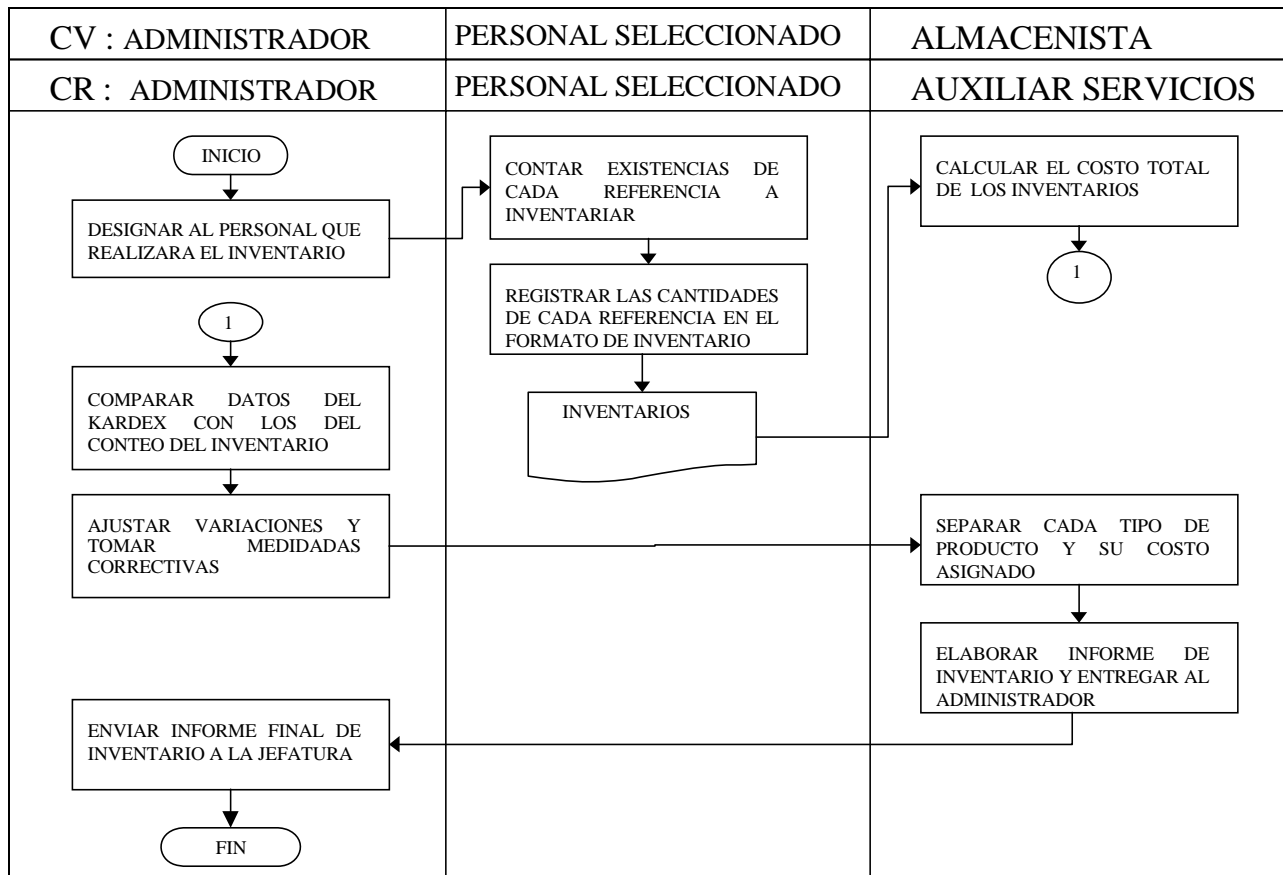 CV : ADMINISTRADOR
PERSONAL SELECCIONADO
ALMACENISTA
CR : ADMINISTRADOR
PERSONAL SELECCIONADO
AUXILIAR SERVICIOS
INICIO
DESIGNAR AL PERSONAL QUE
REALIZARA EL INVENTARIO
CONTAR EXISTENCIAS DE
CADA REFERENCIA A
INVENTARIAR
REGISTRAR LAS CANTIDADES
DE CADA REFERENCIA EN EL
FORMATO DE INVENTARIO
INVENTARIOS
CALCULAR EL COSTO TOTAL
DE LOS INVENTARIOS
1
1
COMPARAR DATOS DEL
KARDEX CON LOS DEL
CONTEO DEL INVENTARIO
AJUSTAR VARIACIONES Y
TOMAR MEDIDADAS
CORRECTIVAS
SEPARAR CADA TIPO DE
PRODUCTO Y SU COSTO
ASIGNADO
ELABORAR INFORME DE
INVENTARIO Y ENTREGAR AL
ADMINISTRADOR
ENVIAR INFORME FINAL DE
INVENTARIO A LA JEFATURA
FIN